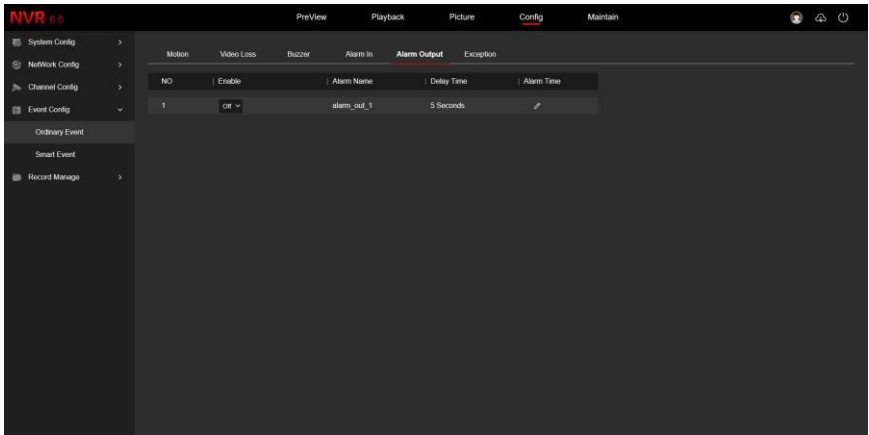 NVR 6.0 PreView Playback Picture Config Maintain
System Config
NetWork Config
Channel Config
Event Config
Ordinary Event
Smart Event
Record Manage
Motion Video Loss Buzzer Alarm In Alarm Output Exception
NO Enable Alarm Name Delay Time Alarm Time
1 Off alarm_out_1 5 Seconds